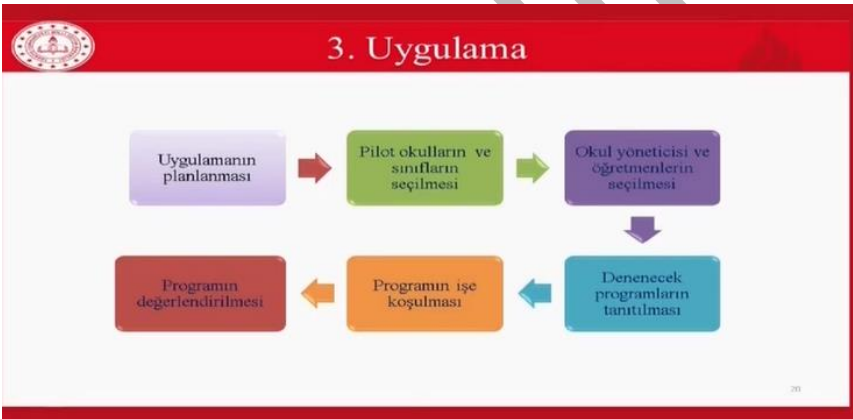 3. Uygulama
Uygulamanın
planlanması
Pilot okulların ve
sınıfların
seçilmesi
Okul yöneticisi ve
öğretmenlerin
seçilmesi
Denenecek
programların
tanıtılması
Programın işe
koşulması
Programın
değerlendirilmesi
20